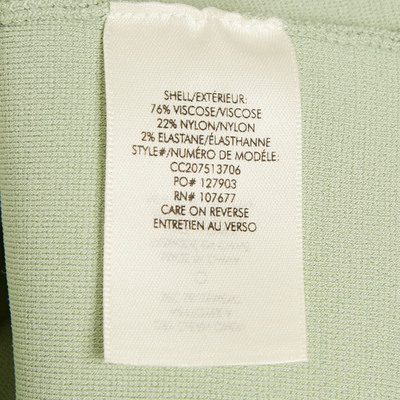 SHELL/EXTÉRIEUR:
76% VISCOSE/VISCOSE
22% NYLON/NYLON
2% ELASTANE/ÉLASTHANNE
STYLE#/NUMÉRO DE MODÈLE:
CC207513706
PO# 127903
RN# 107677
CARE ON REVERSE
ENTRETIEN AU VERSO